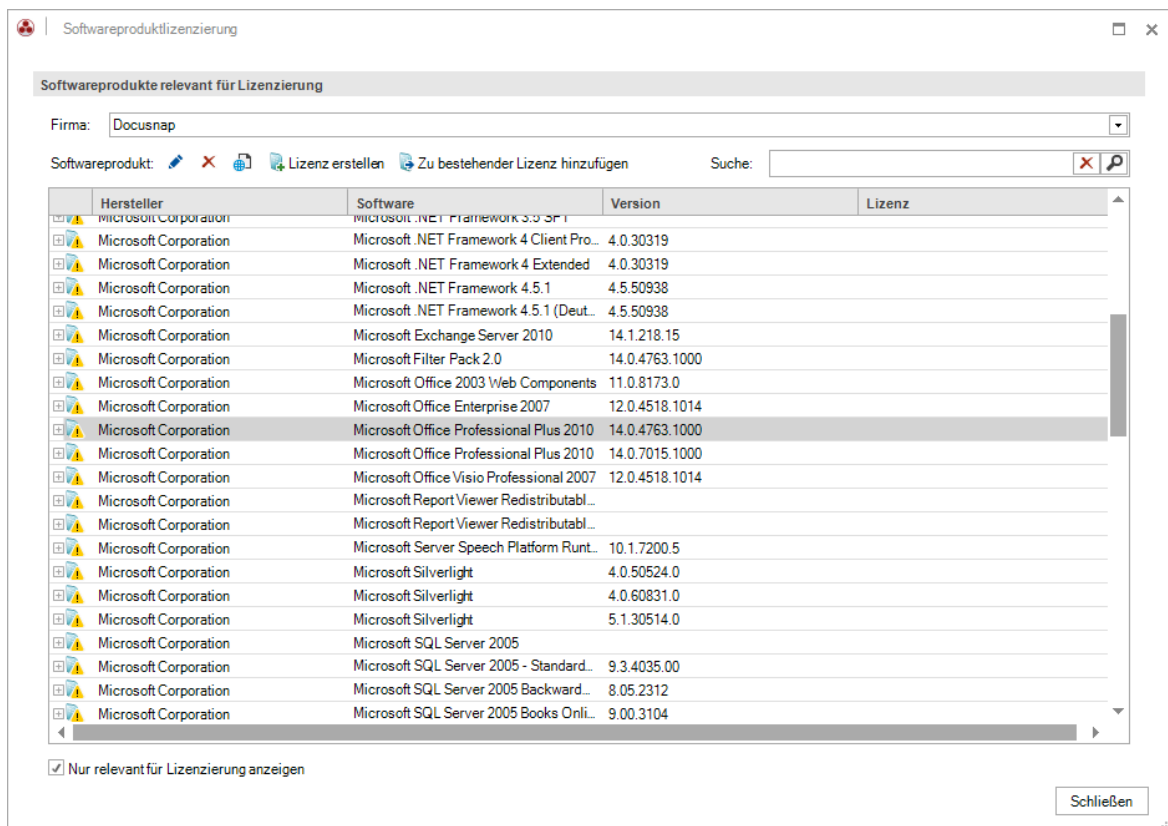 Softwareproduktlizenzierung
Softwareprodukte relevant für Lizenzierung
Firma: Docusnap
Softwareprodukt: Lizenz erstellen Zu bestehender Lizenz hinzufügen Suche:
Hersteller Software Version Lizenz
Microsoft Corporation Microsoft .NET Framework 3.5 SP1
Microsoft Corporation Microsoft .NET Framework 4 Client Pro... 4.0.30319
Microsoft Corporation Microsoft .NET Framework 4 Extended 4.0.30319
Microsoft Corporation Microsoft .NET Framework 4.5.1 4.5.50938
Microsoft Corporation Microsoft .NET Framework 4.5.1 (Deut... 4.5.50938
Microsoft Corporation Microsoft Exchange Server 2010 14.1.218.15
Microsoft Corporation Microsoft Filter Pack 2.0 14.0.4763.1000
Microsoft Corporation Microsoft Office 2003 Web Components 11.0.8173.0
Microsoft Corporation Microsoft Office Enterprise 2007 12.0.4518.1014
Microsoft Corporation Microsoft Office Professional Plus 2010 14.0.4763.1000
Microsoft Corporation Microsoft Office Professional Plus 2010 14.0.7015.1000
Microsoft Corporation Microsoft Office Visio Professional 2007 12.0.4518.1014
Microsoft Corporation Microsoft Report Viewer Redistributabl...
Microsoft Corporation Microsoft Report Viewer Redistributabl...
Microsoft Corporation Microsoft Server Speech Platform Runt... 10.1.7200.5
Microsoft Corporation Microsoft Silverlight 4.0.50524.0
Microsoft Corporation Microsoft Silverlight 4.0.60831.0
Microsoft Corporation Microsoft Silverlight 5.1.30514.0
Microsoft Corporation Microsoft SQL Server 2005
Microsoft Corporation Microsoft SQL Server 2005 - Standard... 9.3.4035.00
Microsoft Corporation Microsoft SQL Server 2005 Backward... 8.05.2312
Microsoft Corporation Microsoft SQL Server 2005 Books Onli... 9.00.3104
Nur relevant für Lizenzierung anzeigen
Schließen